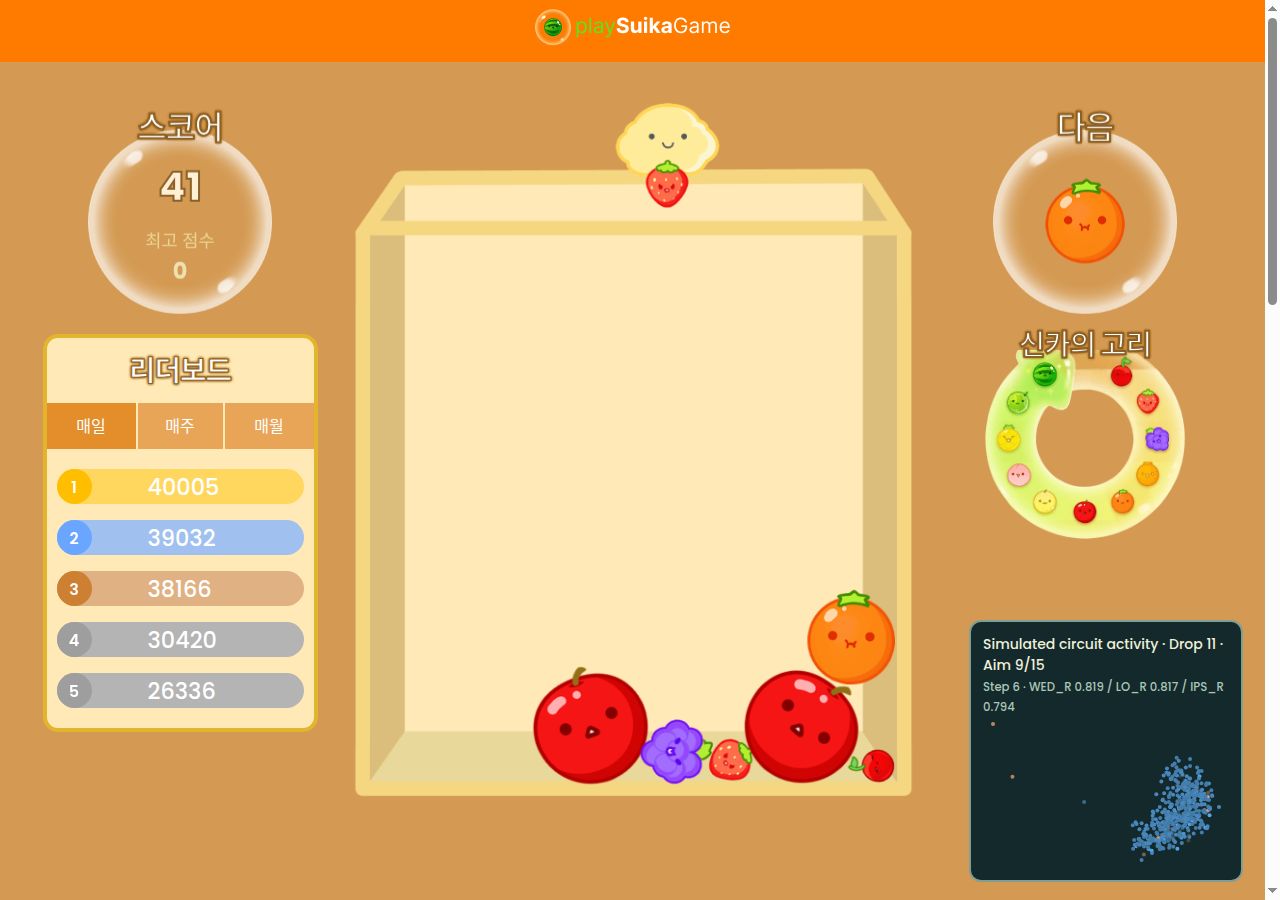 playSuikaGame
스코어
41
최고 점수
0
다음
리더보드
매일 매주 매월
1 40005
2 39032
3 38166
4 30420
5 26336
신카의 고리
Simulated circuit activity · Drop 11 ·
Aim 9/15
Step 6 · WED_R 0.819 / LO_R 0.817 / IPS_R
0.794